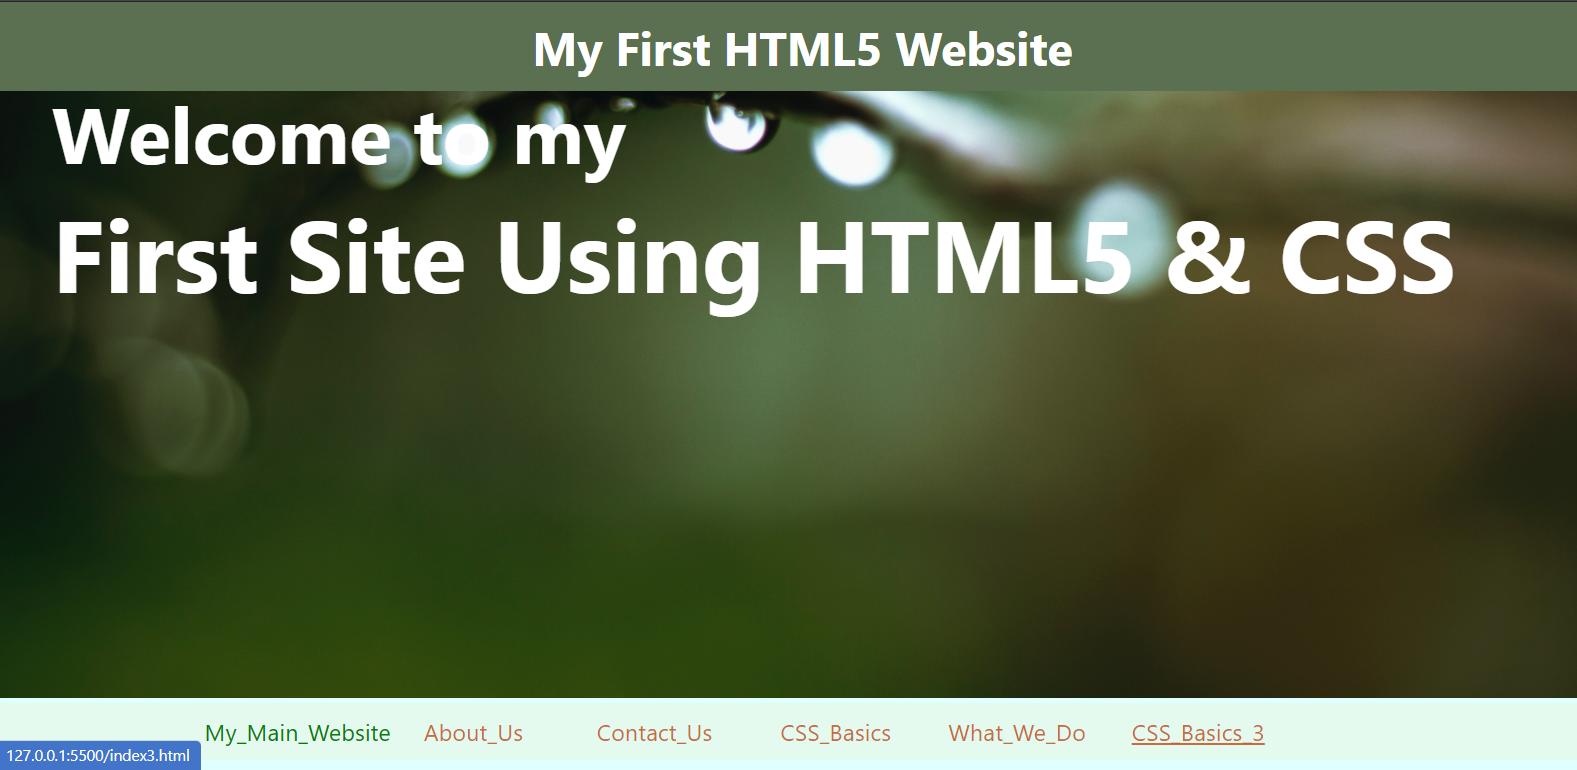 My First HTML5 Website
Welcome to my
First Site Using HTML5 & CSS
My_Main_Website About_Us Contact_Us CSS_Basics What_We_Do CSS_Basics_3
127.0.0.1:5500/index3.html